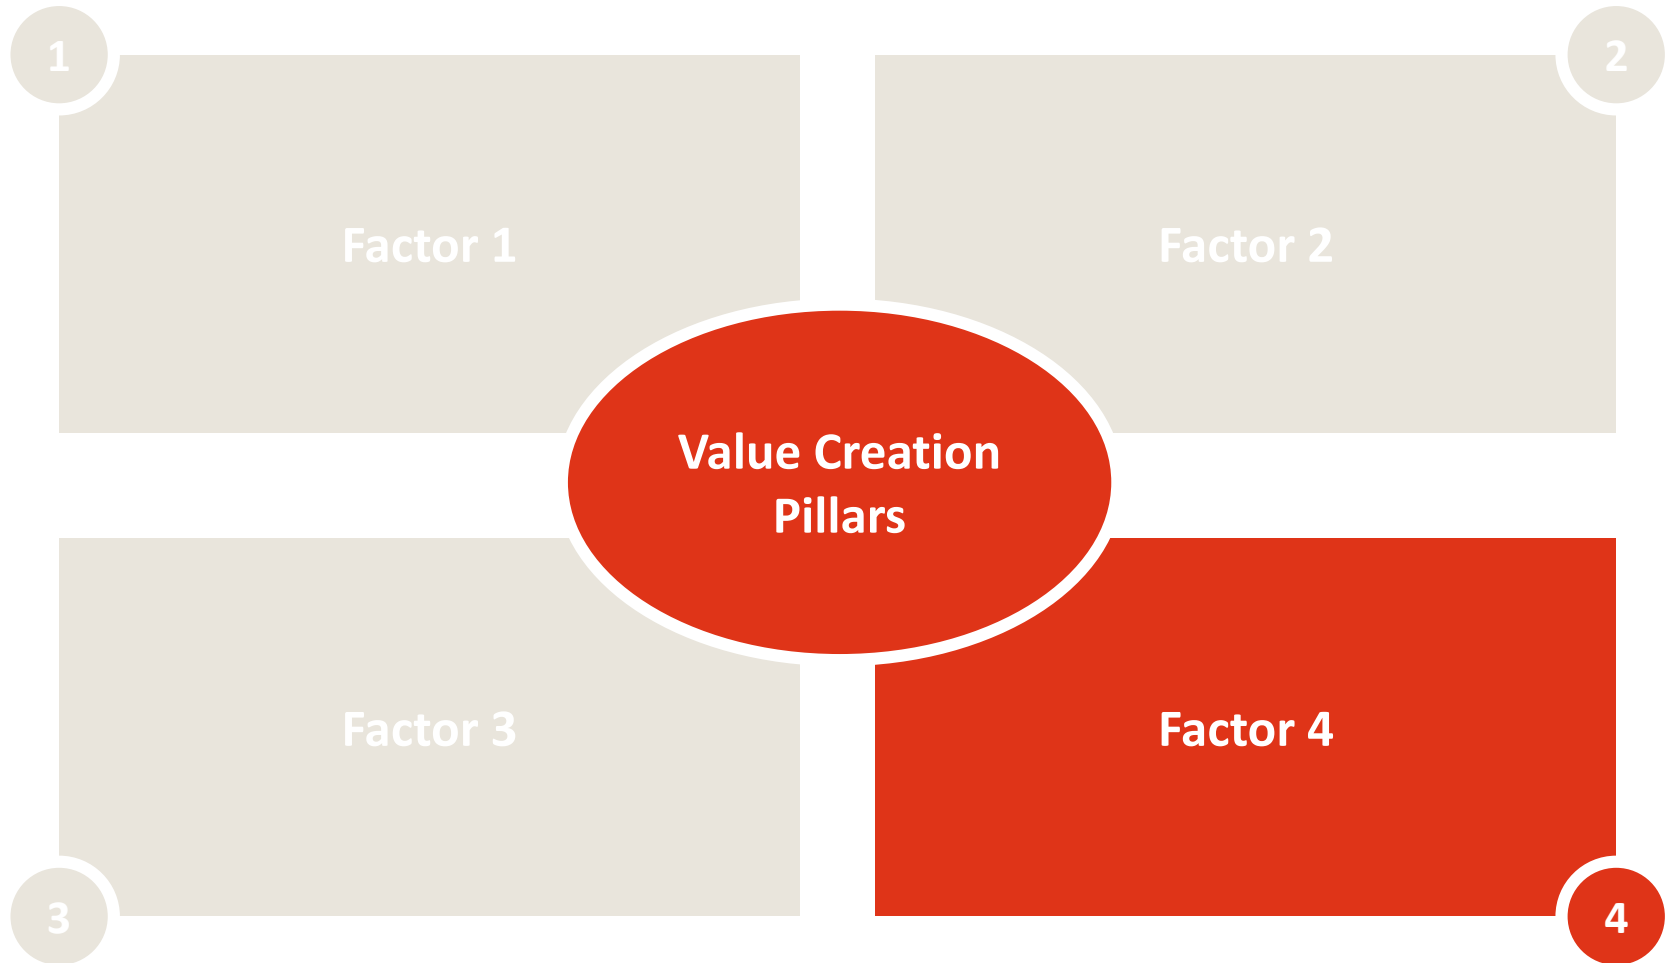 1
2
Factor 1
Factor 2
Value Creation
Pillars
Factor 3
Factor 4
3
4